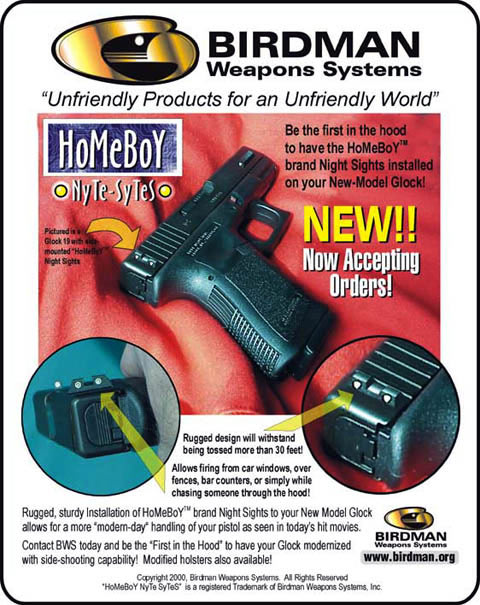 BIRDMAN
Weapons Systems
"Unfriendly Products for an Unfriendly World"
HoMeBoY
NyTe-SyTeS
Be the first in the hood
to have the HoMeBoY™
brand Night Sights installed
on your New-Model Glock!
Pictured is a
Glock 19 with side-
mounted "HoMeBoY"
Night Sights
NEW!!
Now Accepting
Orders!
Rugged design will withstand
being tossed more than 30 feet!
Allows firing from car windows, over
fences, bar counters, or simply while
chasing someone through the hood!
Rugged, sturdy Installation of HoMeBoY™ brand Night Sights to your New Model Glock
allows for a more "modern-day" handling of your pistol as seen in today's hit movies.
Contact BWS today and be the "First in the Hood" to have your Glock modernized
with side-shooting capability! Modified holsters also available!
BIRDMAN
Weapons Systems
www.birdman.org
Copyright 2000, Birdman Weapons Systems. All Rights Reserved
"HoMeBoY NyTe SyTeS" is a registered Trademark of Birdman Weapons Systems, Inc.